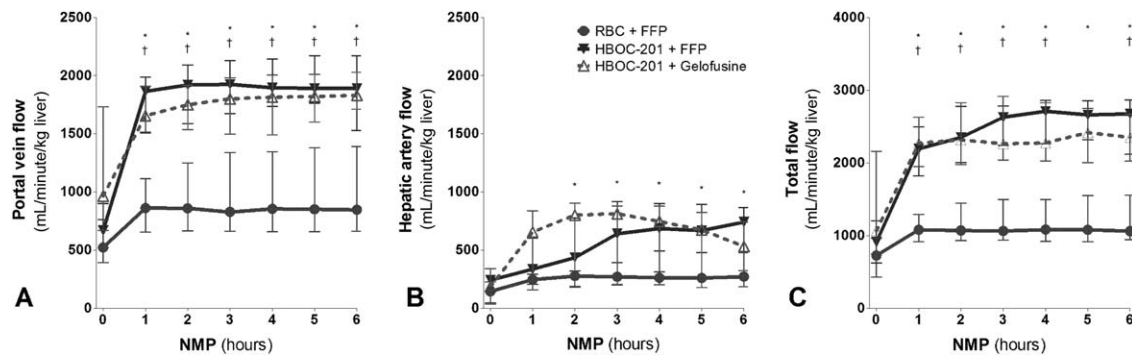 Portal vein flow
(mL/minute/kg liver)
2500
2000
1500
1000
500
0
* * * * * *
† † † † † †
0 1 2 3 4 5 6
NMP (hours)
A
Hepatic artery flow
(mL/minute/kg liver)
2500
2000
1500
1000
500
0
RBC + FFP
HBOC-201 + FFP
HBOC-201 + Gelofusine
* * * * *
0 1 2 3 4 5 6
NMP (hours)
B
Total flow
(mL/minute/kg liver)
4000
3000
2000
1000
0
* * * * * *
† † † † †
0 1 2 3 4 5 6
NMP (hours)
C